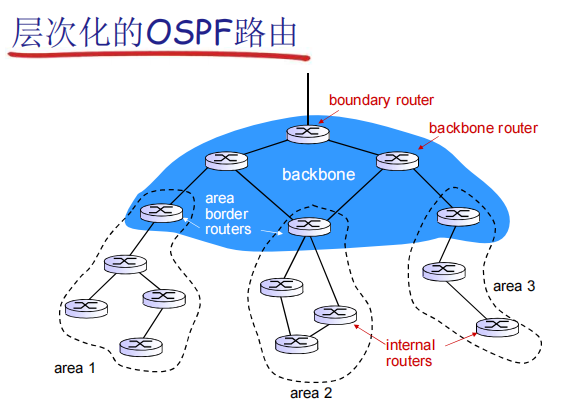 层次化的OSPF路由
boundary router
backbone router
backbone
area
border
routers
area 3
internal
routers
area 1
area 2